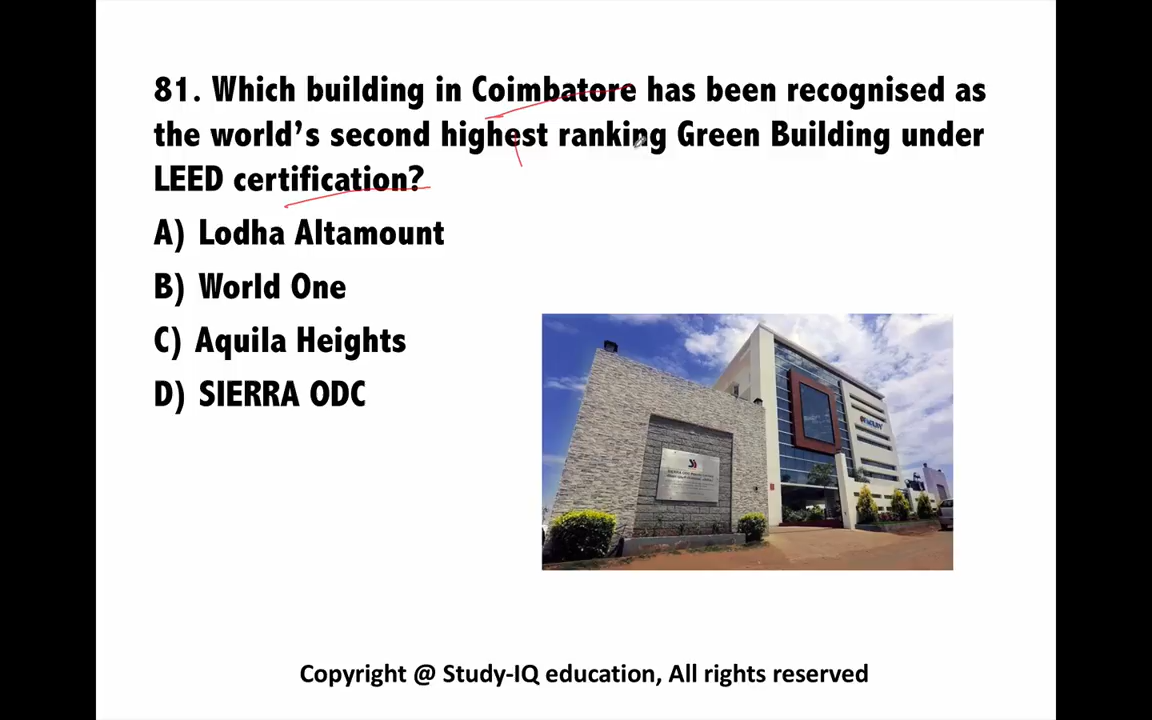 81. Which building in Coimbatore has been recognised as
the world's second highest ranking Green Building under
LEED certification?
A) Lodha Altamount
B) World One
C) Aquila Heights
D) SIERRA ODC
Copyright @ Study-IQ education, All rights reserved